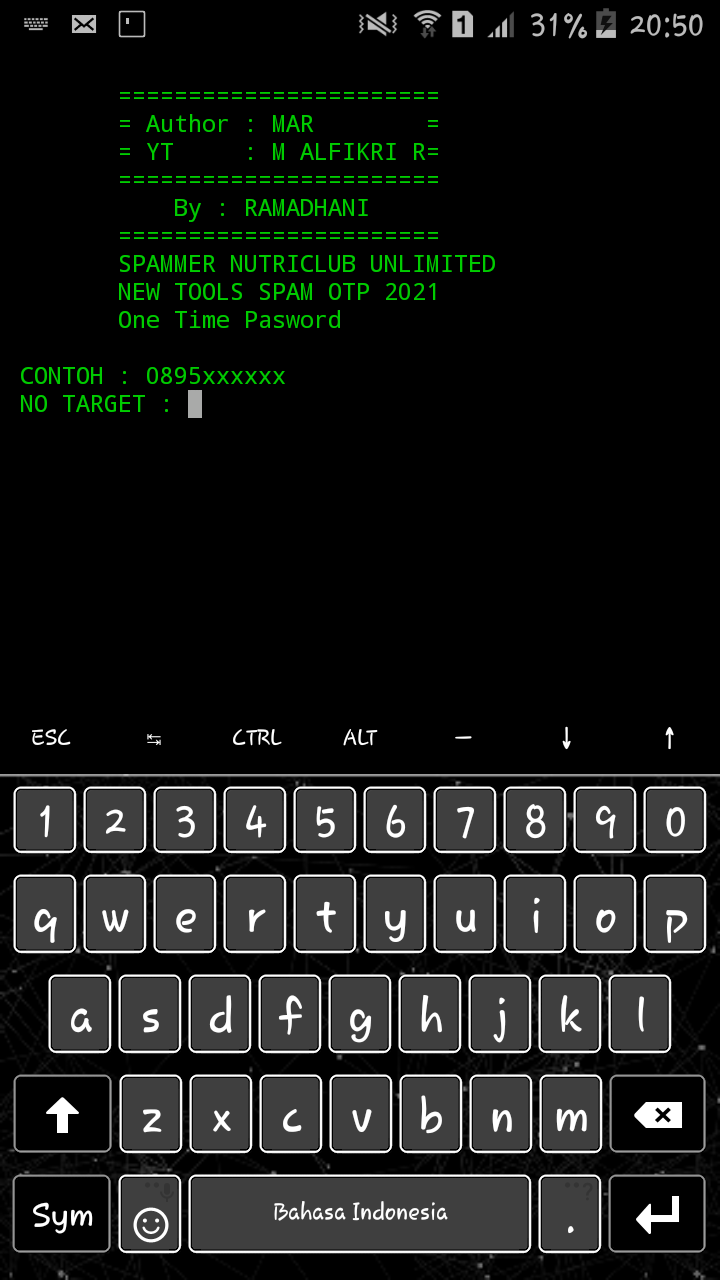 31% 20:50
=======================
= Author : MAR        =
= YT     : M ALFIKRI R=
=======================
By : RAMADHANI
=======================
SPAMMER NUTRICLUB UNLIMITED
NEW TOOLS SPAM OTP 2021
One Time Pasword
CONTOH : 0895xxxxxx
NO TARGET :
ESC CTRL ALT – ↓ ↑
1 2 3 4 5 6 7 8 9 0
q w e r t y u i o p
a s d f g h j k l
z x c v b n m
Sym Bahasa Indonesia .